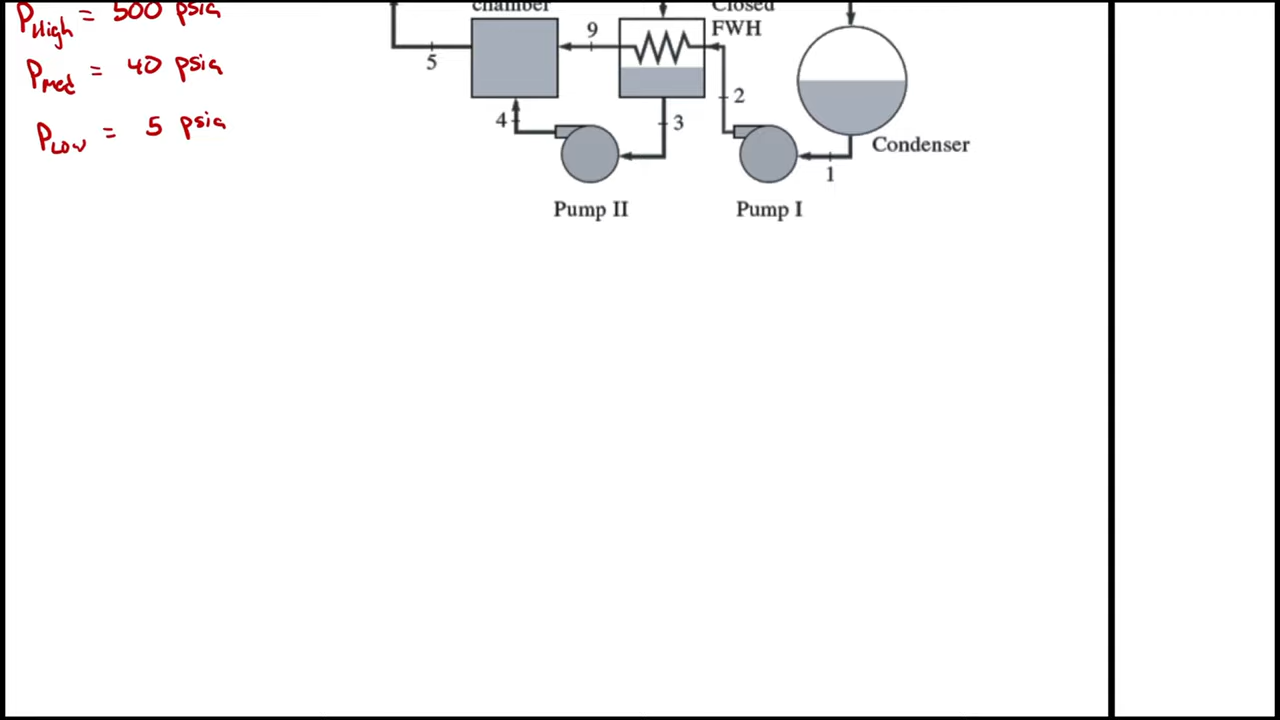 P_High = 500 psia
P_med = 40 psia
P_Low = 5 psia
chamber
Closed
FWH
9
5
2
4
3
Condenser
1
Pump II
Pump I